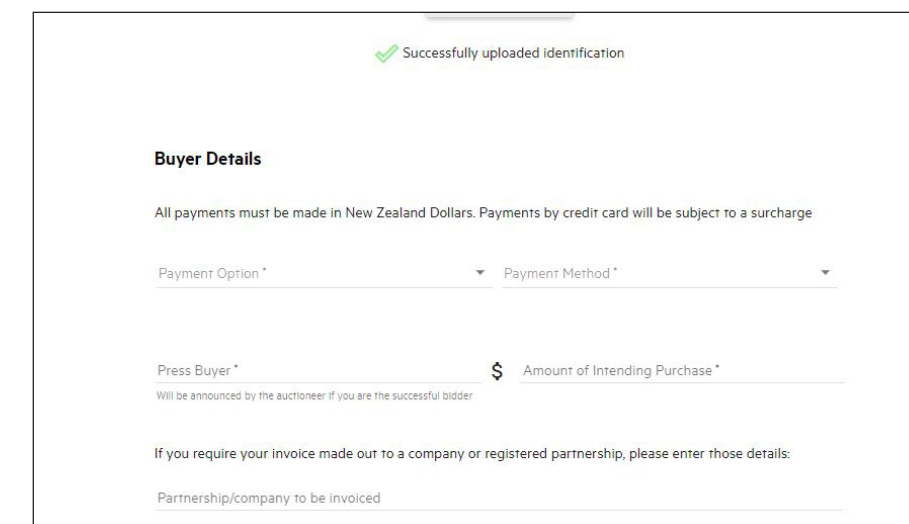 Successfully uploaded identification
Buyer Details
All payments must be made in New Zealand Dollars. Payments by credit card will be subject to a surcharge
Payment Option *
Payment Method *
Press Buyer *
$ Amount of Intending Purchase *
Will be announced by the auctioneer if you are the successful bidder
If you require your invoice made out to a company or registered partnership, please enter those details:
Partnership/company to be invoiced